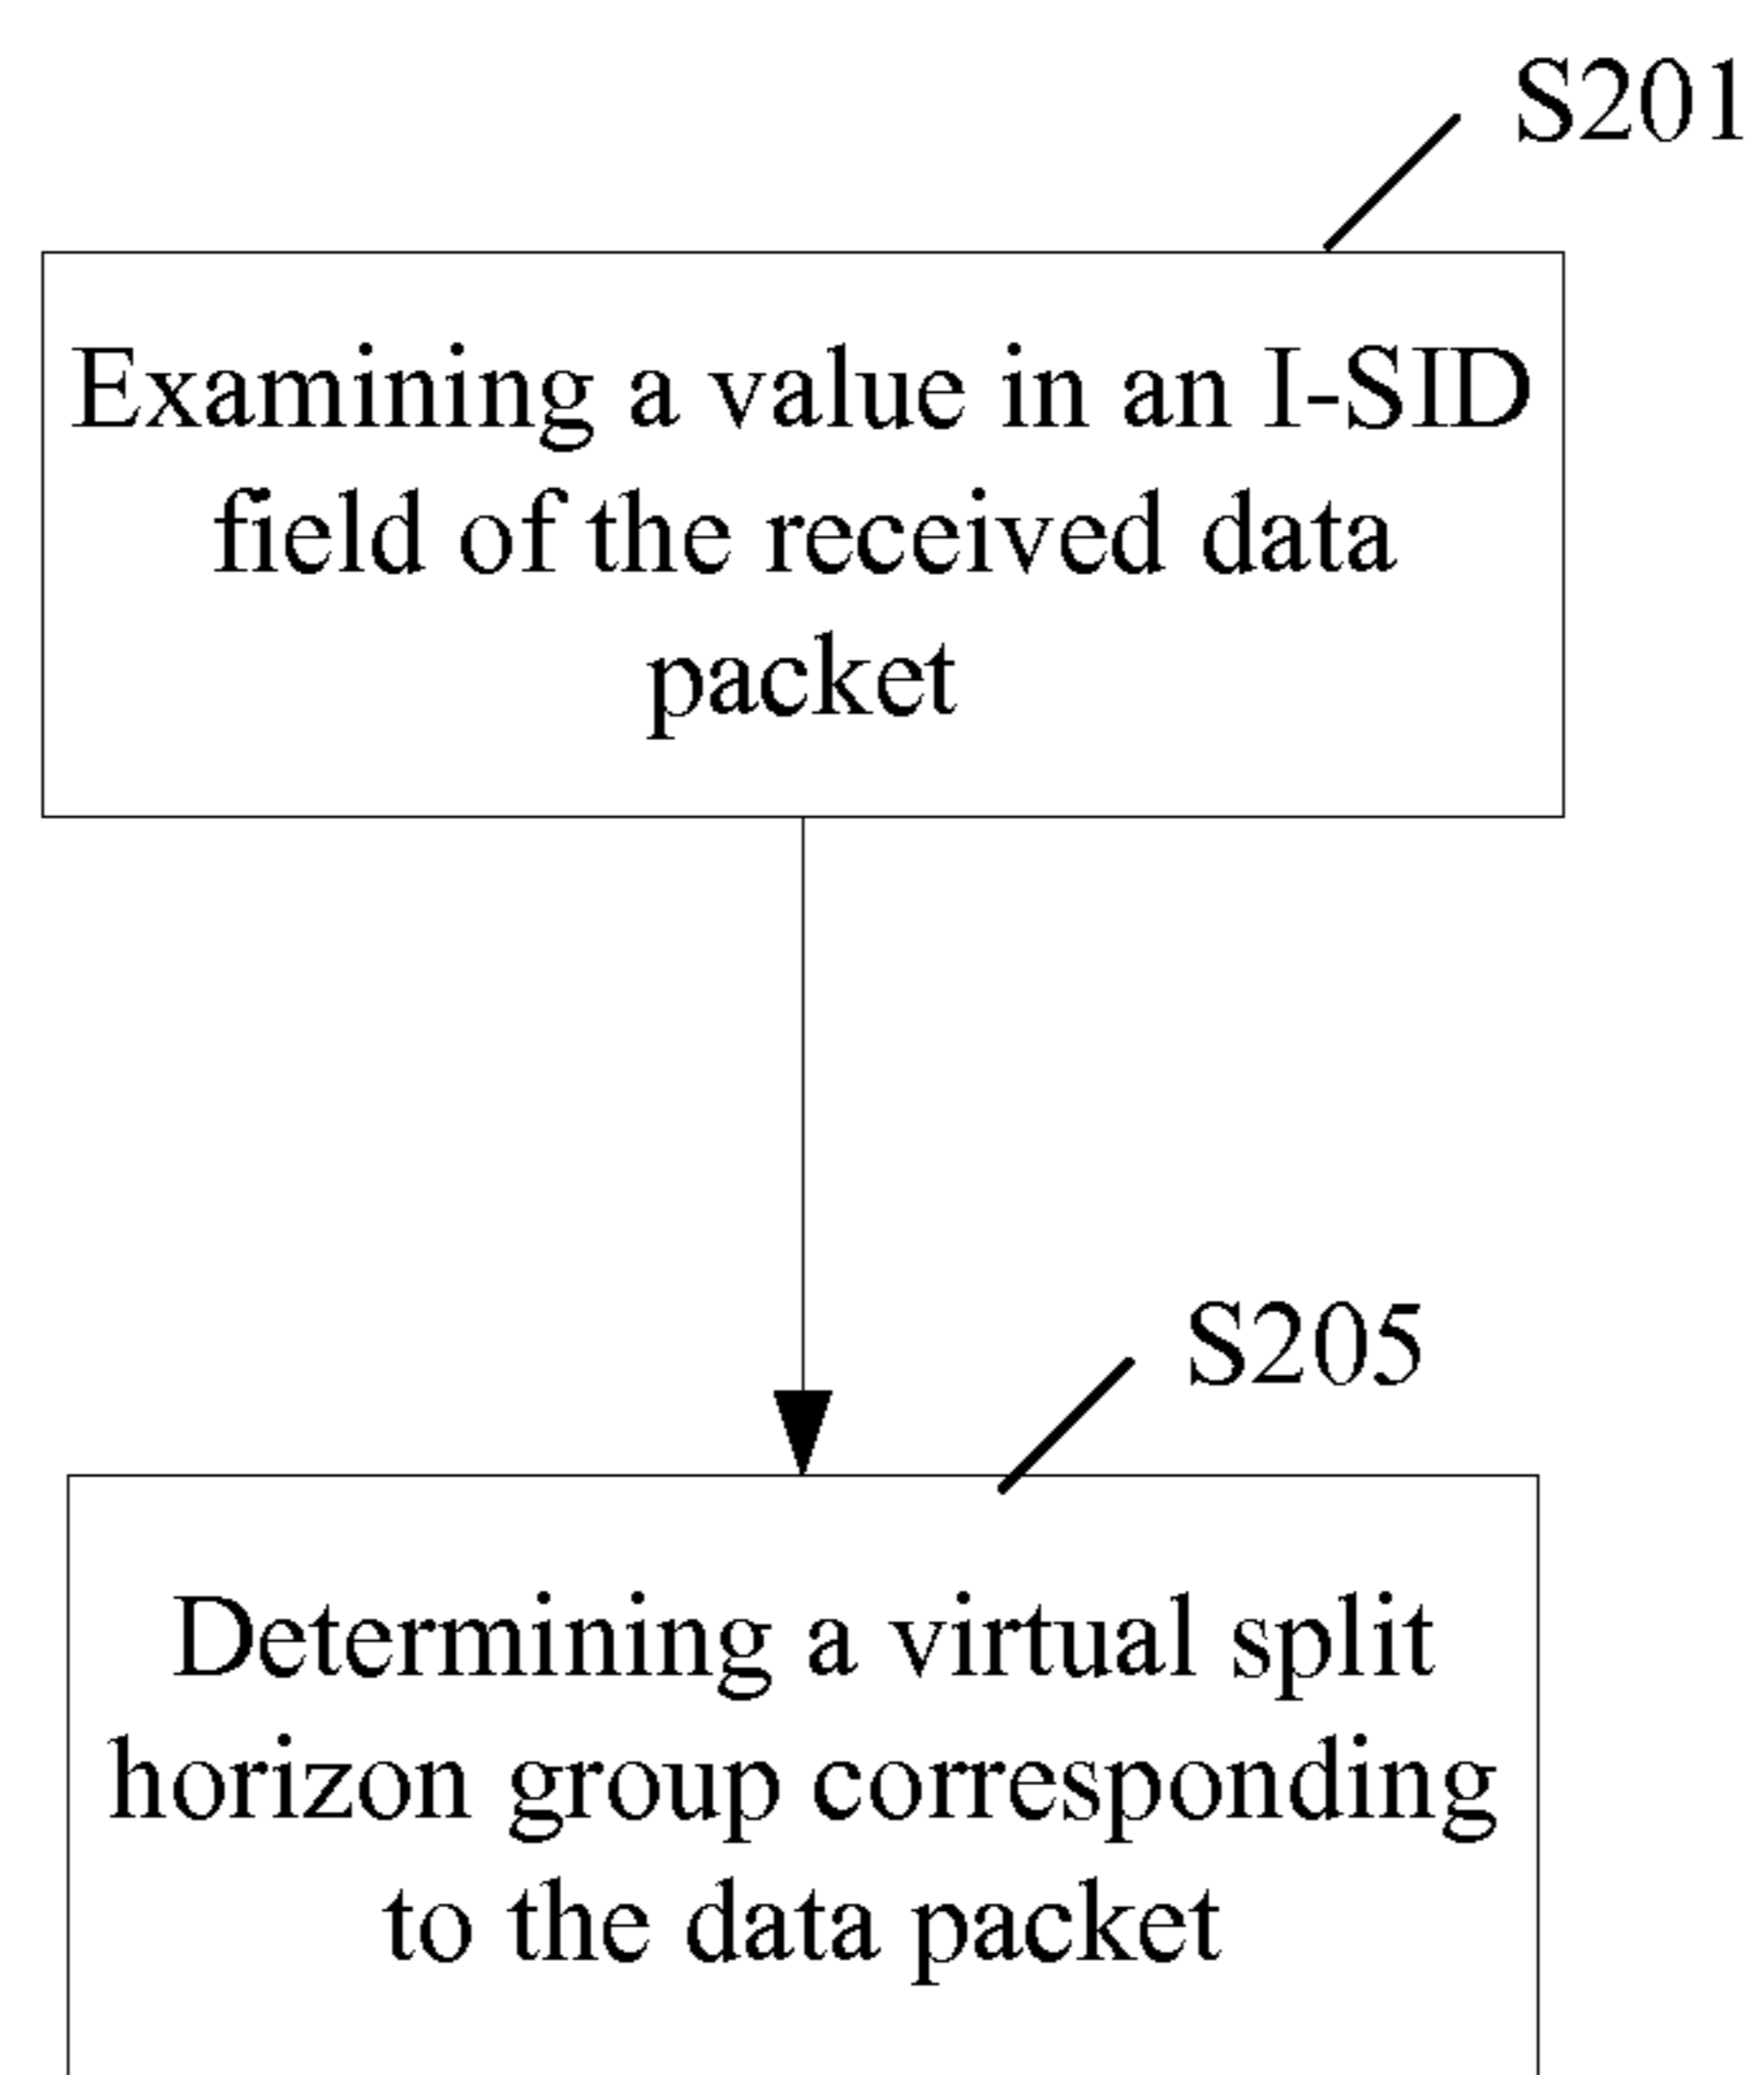 S201
Examining a value in an I-SID
field of the received data
packet
S205
Determining a virtual split
horizon group corresponding
to the data packet